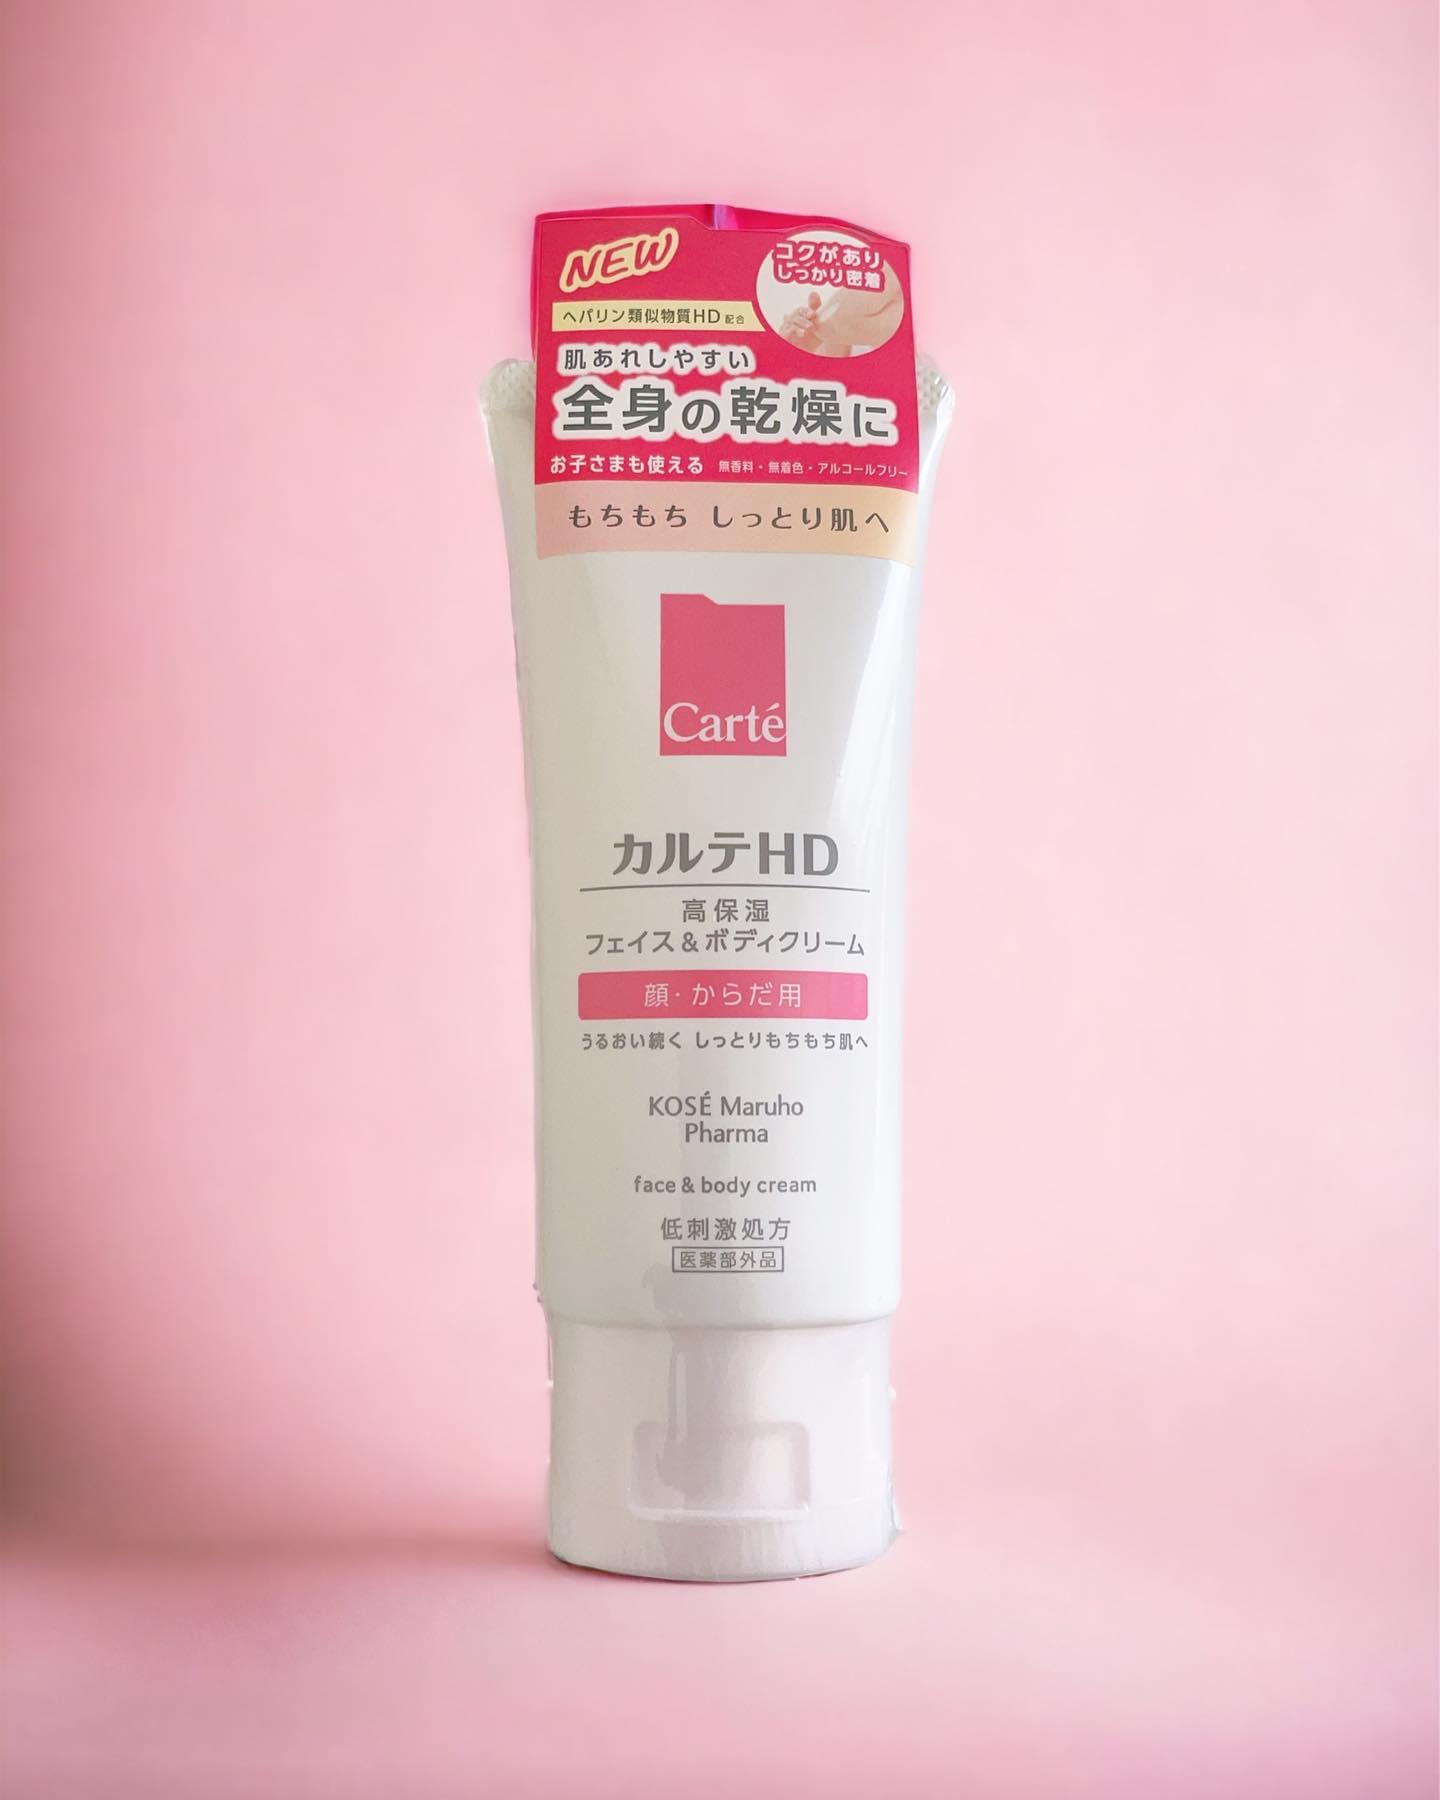 NEW
コクがあり
しっかり密着
ヘパリン類似物質HD 配合
肌あれしやすい
全身の乾燥に
お子さまも使える 無香料・無着色・アルコールフリー
もちもち しっとり肌へ
Carté
カルテHD
高保湿
フェイス&ボディクリーム
顔・からだ用
うるおい続く しっとりもちもち肌へ
KOSÉ Maruho
Pharma
face & body cream
低刺激処方
医薬部外品